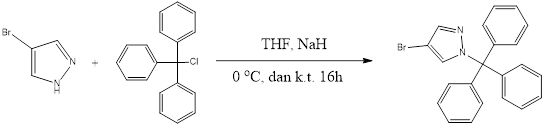 Br
N
N
H
+
Cl
THF, NaH
0 °C, dan k.t. 16h
Br
N
N